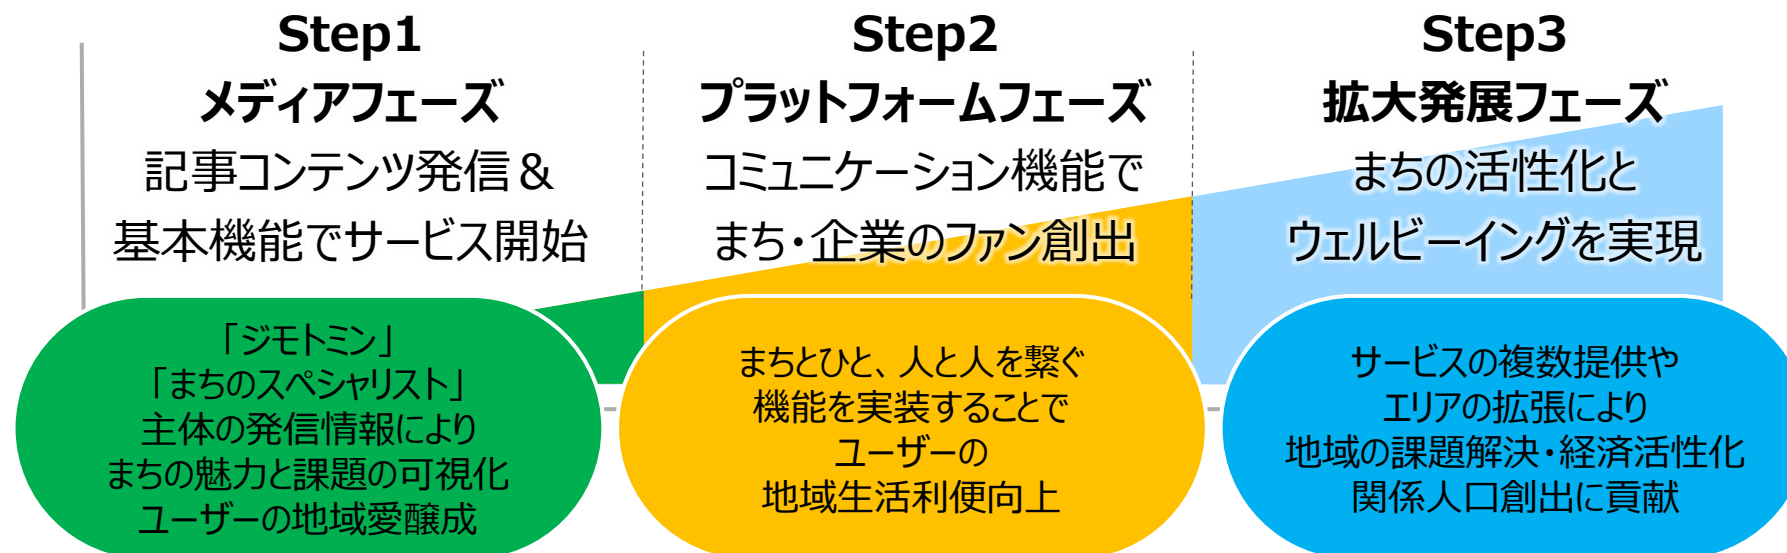 Step1
メディアフェーズ
記事コンテンツ発信＆
基本機能でサービス開始
「ジモトミン」
「まちのスペシャリスト」
主体の発信情報により
まちの魅力と課題の可視化
ユーザーの地域愛醸成
Step2
プラットフォームフェーズ
コミュニケーション機能で
まち・企業のファン創出
まちとひと、人と人を繋ぐ
機能を実装することで
ユーザーの
地域生活利便向上
Step3
拡大発展フェーズ
まちの活性化と
ウェルビーイングを実現
サービスの複数提供や
エリアの拡張により
地域の課題解決・経済活性化
関係人口創出に貢献